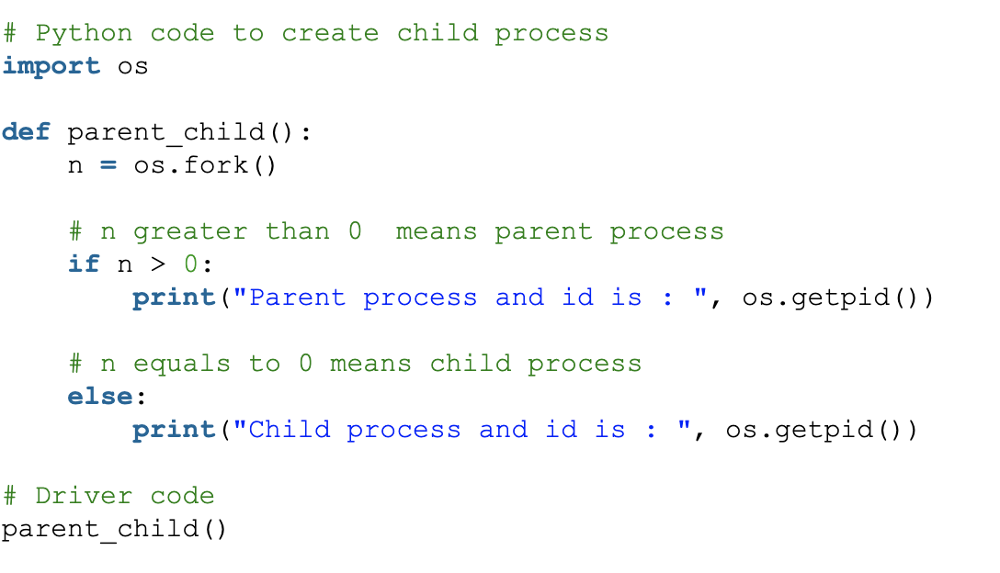 # Python code to create child process
import os

def parent_child():
    n = os.fork()

    # n greater than 0  means parent process
    if n > 0:
        print("Parent process and id is : ", os.getpid())

    # n equals to 0 means child process
    else:
        print("Child process and id is : ", os.getpid())

# Driver code
parent_child()